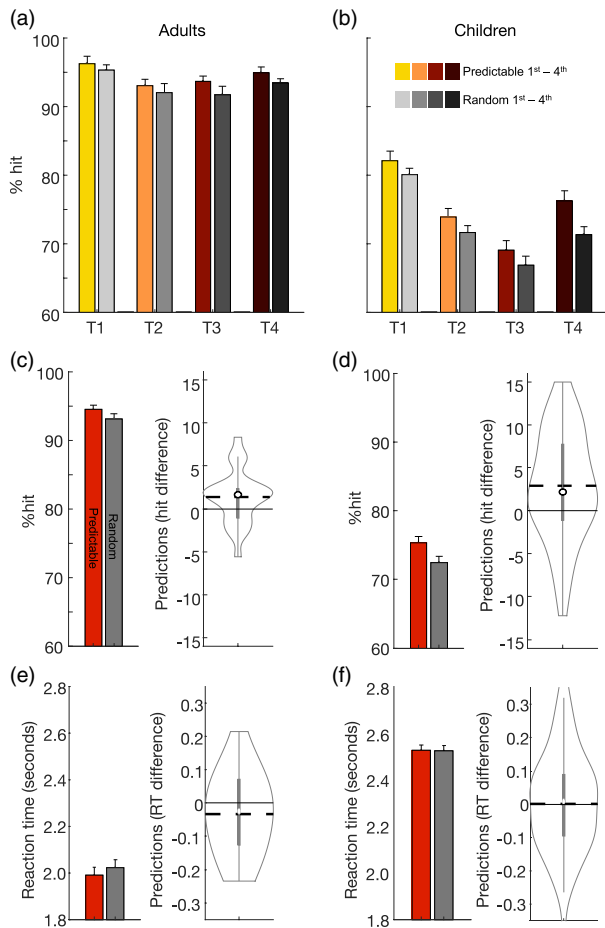 (a)
Adults
(b)
Children
100
90
80
70
60
% hit
T1
T2
T3
T4
Predictable 1st – 4th
Random 1st – 4th
T1
T2
T3
T4
(c)
100
90
80
60
%hit
Predictable
Random
15
10
5
0
-5
-10
-15
Predictions (hit difference)
(d)
100
90
80
60
%hit
15
10
5
0
-5
-10
-15
Predictions (hit difference)
(e)
2.8
2.6
2.4
2.2
2.0
1.8
Reaction time (seconds)
0.3
0.2
0.1
0
-0.1
-0.2
-0.3
Predictions (RT difference)
(f)
2.8
2.6
2.4
2.2
2.0
1.8
Reaction time (seconds)
0.3
0.2
0.1
0
-0.1
-0.2
-0.3
Predictions (RT difference)